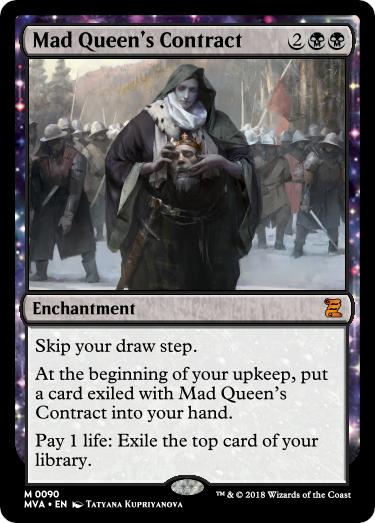 Mad Queen's Contract 2
Enchantment
Skip your draw step.
At the beginning of your upkeep, put
a card exiled with Mad Queen's
Contract into your hand.
Pay 1 life: Exile the top card of your
library.
M 0090
MVA • EN Tatyana Kupriyanova
™ & © 2018 Wizards of the Coast